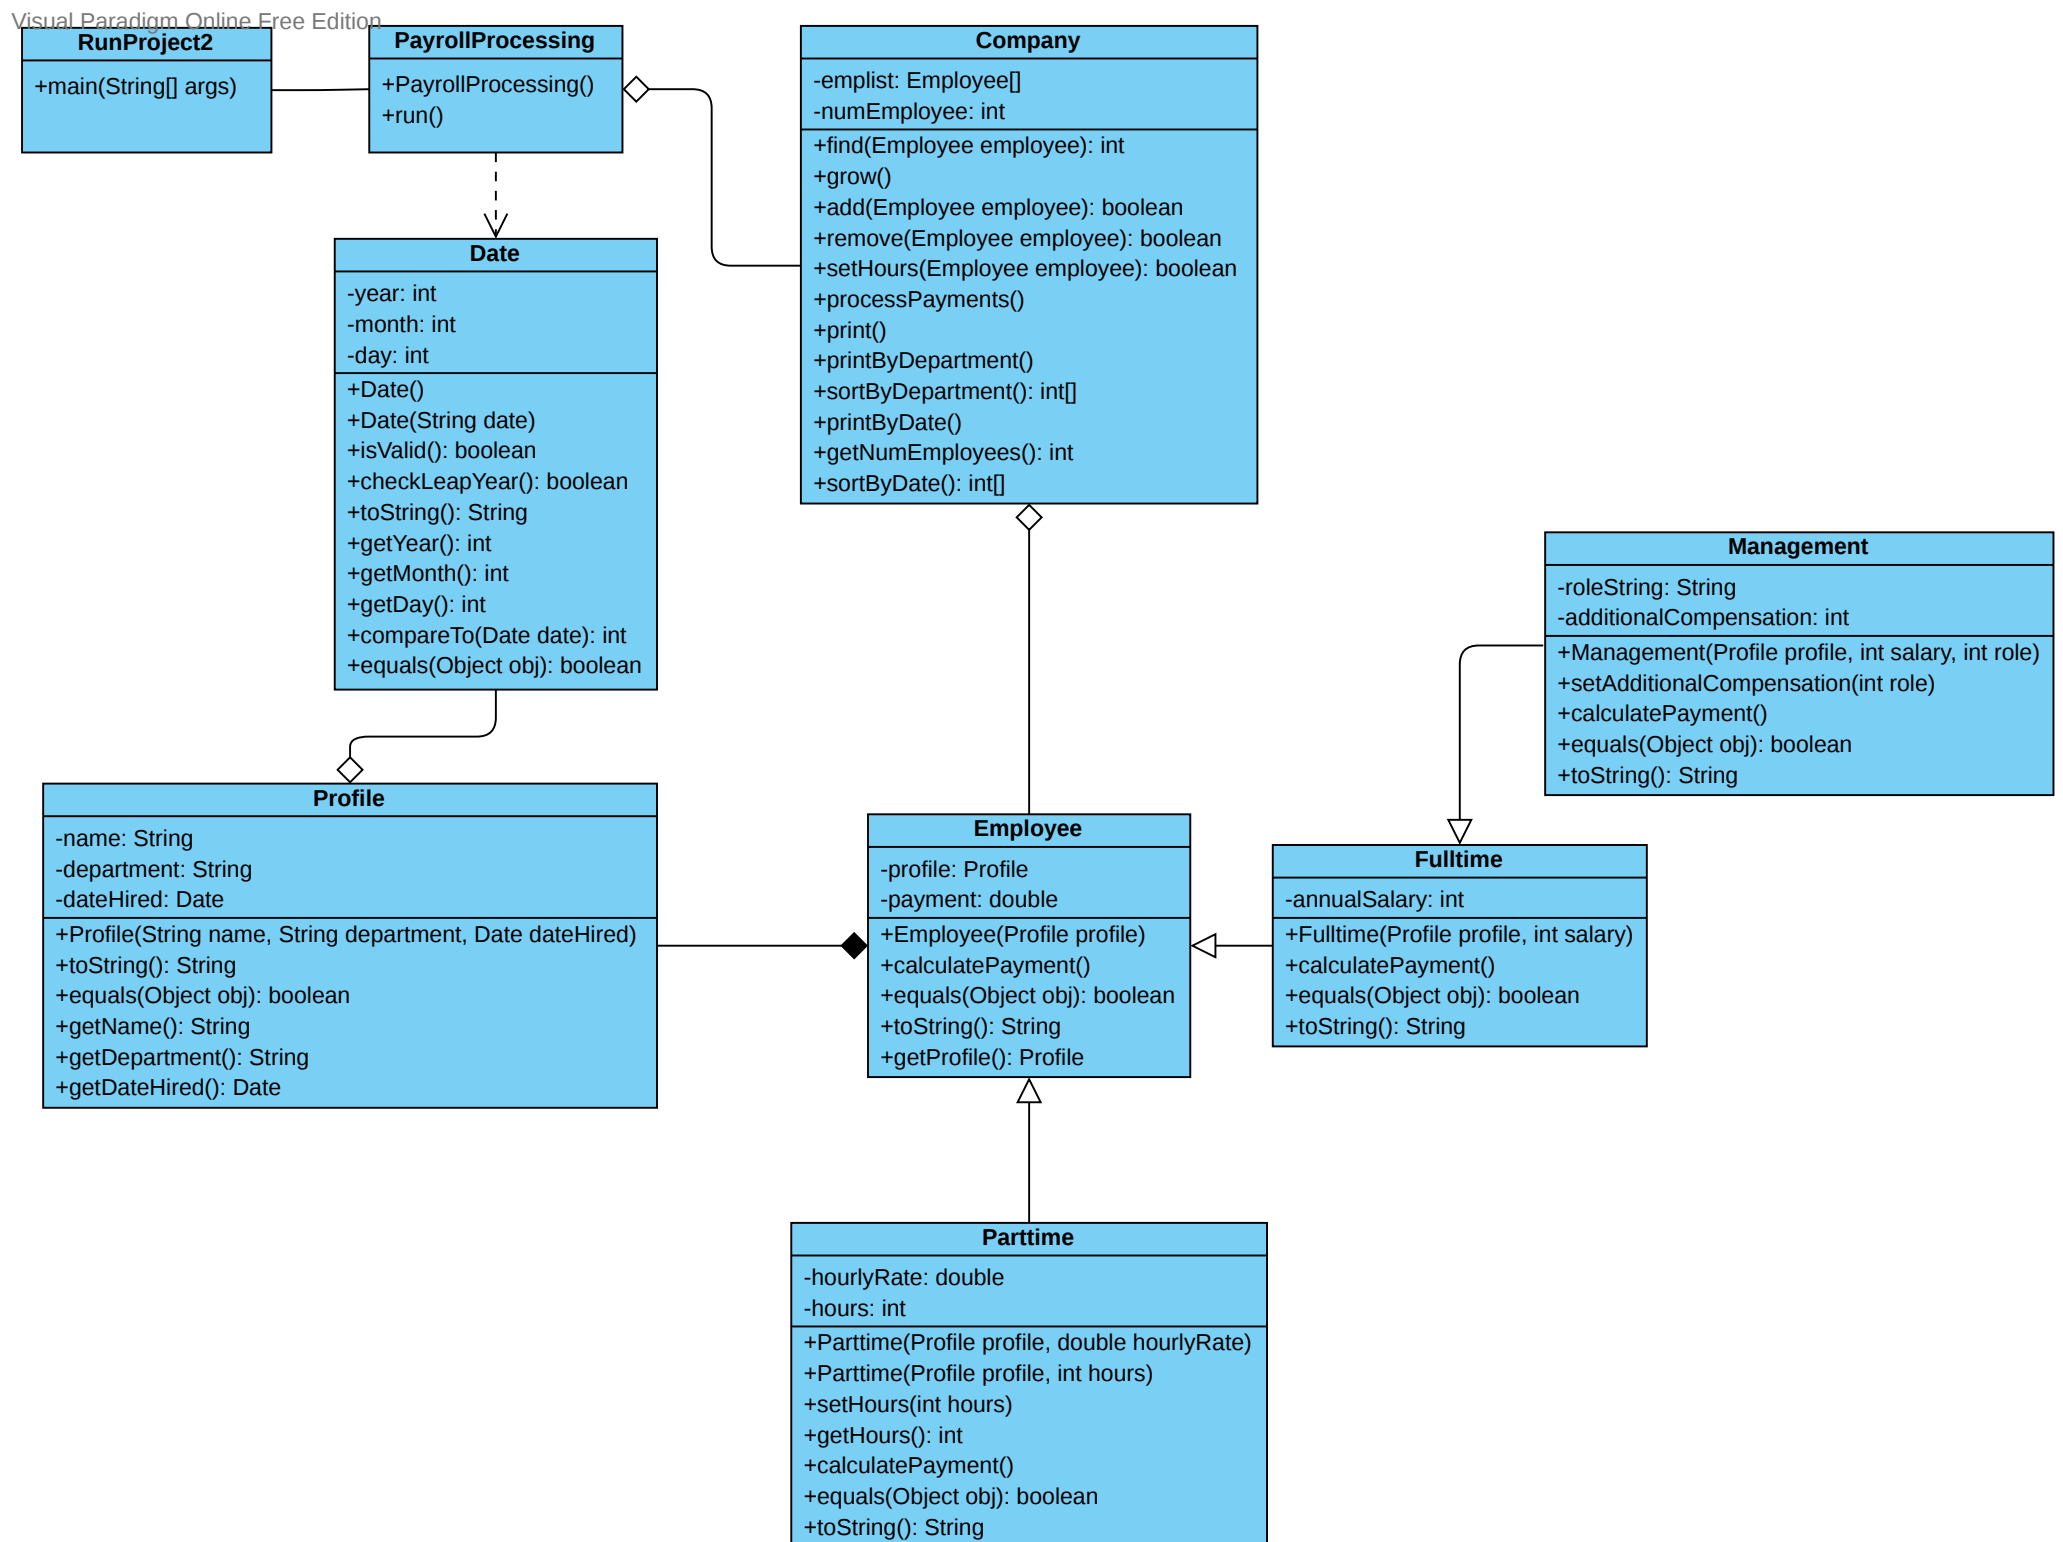 Visual Paradigm Online Free Edition
RunProject2
+main(String[] args)
PayrollProcessing
+PayrollProcessing()
+run()
Company
-emplist: Employee[]
-numEmployee: int
+find(Employee employee): int
+grow()
+add(Employee employee): boolean
+remove(Employee employee): boolean
+setHours(Employee employee): boolean
+processPayments()
+print()
+printByDepartment()
+sortByDepartment(): int[]
+printByDate()
+getNumEmployees(): int
+sortByDate(): int[]
Date
-year: int
-month: int
-day: int
+Date()
+Date(String date)
+isValid(): boolean
+checkLeapYear(): boolean
+toString(): String
+getYear(): int
+getMonth(): int
+getDay(): int
+compareTo(Date date): int
+equals(Object obj): boolean
Management
-roleString: String
-additionalCompensation: int
+Management(Profile profile, int salary, int role)
+setAdditionalCompensation(int role)
+calculatePayment()
+equals(Object obj): boolean
+toString(): String
Profile
-name: String
-department: String
-dateHired: Date
+Profile(String name, String department, Date dateHired)
+toString(): String
+equals(Object obj): boolean
+getName(): String
+getDepartment(): String
+getDateHired(): Date
Employee
-profile: Profile
-payment: double
+Employee(Profile profile)
+calculatePayment()
+equals(Object obj): boolean
+toString(): String
+getProfile(): Profile
Fulltime
-annualSalary: int
+Fulltime(Profile profile, int salary)
+calculatePayment()
+equals(Object obj): boolean
+toString(): String
Parttime
-hourlyRate: double
-hours: int
+Parttime(Profile profile, double hourlyRate)
+Parttime(Profile profile, int hours)
+setHours(int hours)
+getHours(): int
+calculatePayment()
+equals(Object obj): boolean
+toString(): String